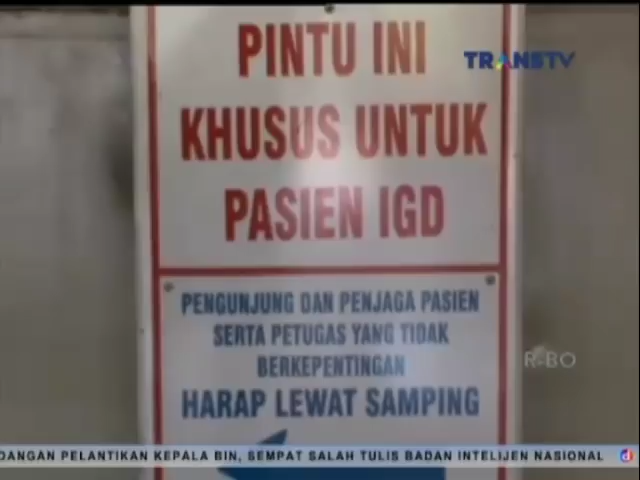 PINTU INI
TRANSTV
KHUSUS UNTUK
PASIEN IGD
PENGUNJUNG DAN PENJAGA PASIEN
SERTA PETUGAS YANG TIDAK
BERKEPENTINGAN
R-BO
HARAP LEWAT SAMPING
DANGAN PELANTIKAN KEPALA BIN, SEMPAT SALAH TULIS BADAN INTELIJEN NASIONAL